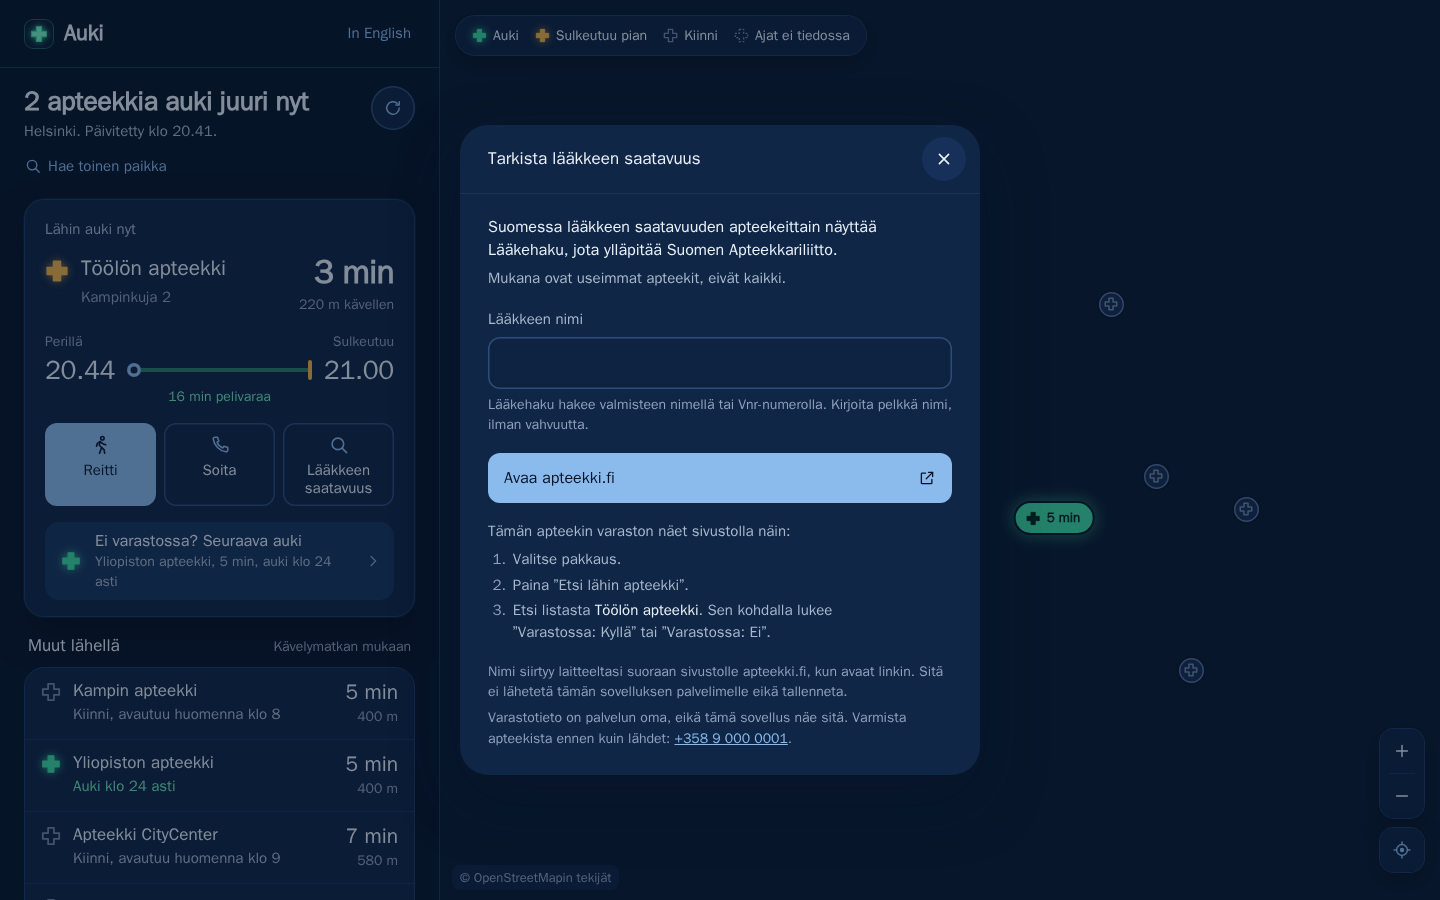 Auki
In English
2 apteekkia auki juuri nyt
Helsinki. Päivitetty klo 20.41.
Hae toinen paikka
Lähin auki nyt
Töölön apteekki
3 min
Kampinkuja 2
220 m kävellen
Perillä
Sulkeutuu
20.44
21.00
16 min pelivaraa
Reitti
Soita
Lääkkeen
saatavuus
Ei varastossa? Seuraava auki
Yliopiston apteekki, 5 min, auki klo 24
asti
Muut lähellä
Kävelymatkan mukaan
Kampin apteekki
5 min
Kiinni, avautuu huomenna klo 8
400 m
Yliopiston apteekki
5 min
Auki klo 24 asti
400 m
Apteekki CityCenter
7 min
Kiinni, avautuu huomenna klo 9
580 m
Auki
Sulkeutuu pian
Kiinni
Ajat ei tiedossa
Tarkista lääkkeen saatavuus
Suomessa lääkkeen saatavuuden apteekeittain näyttää
Lääkehaku, jota ylläpitää Suomen Apteekkariliitto.
Mukana ovat useimmat apteekit, eivät kaikki.
Lääkkeen nimi
Lääkehaku hakee valmisteen nimellä tai Vnr-numerolla. Kirjoita pelkkä nimi,
ilman vahvuutta.
Avaa apteekki.fi
Tämän apteekin varaston näet sivustolla näin:
1. Valitse pakkaus.
2. Paina ”Etsi lähin apteekki”.
3. Etsi listasta Töölön apteekki. Sen kohdalla lukee
”Varastossa: Kyllä” tai ”Varastossa: Ei”.
Nimi siirtyy laitteeltasi suoraan sivustolle apteekki.fi, kun avaat linkin. Sitä
ei lähetetä tämän sovelluksen palvelimelle eikä tallenneta.
Varastotieto on palvelun oma, eikä tämä sovellus näe sitä. Varmista
apteekista ennen kuin lähdet: +358 9 000 0001.
5 min
© OpenStreetMapin tekijät